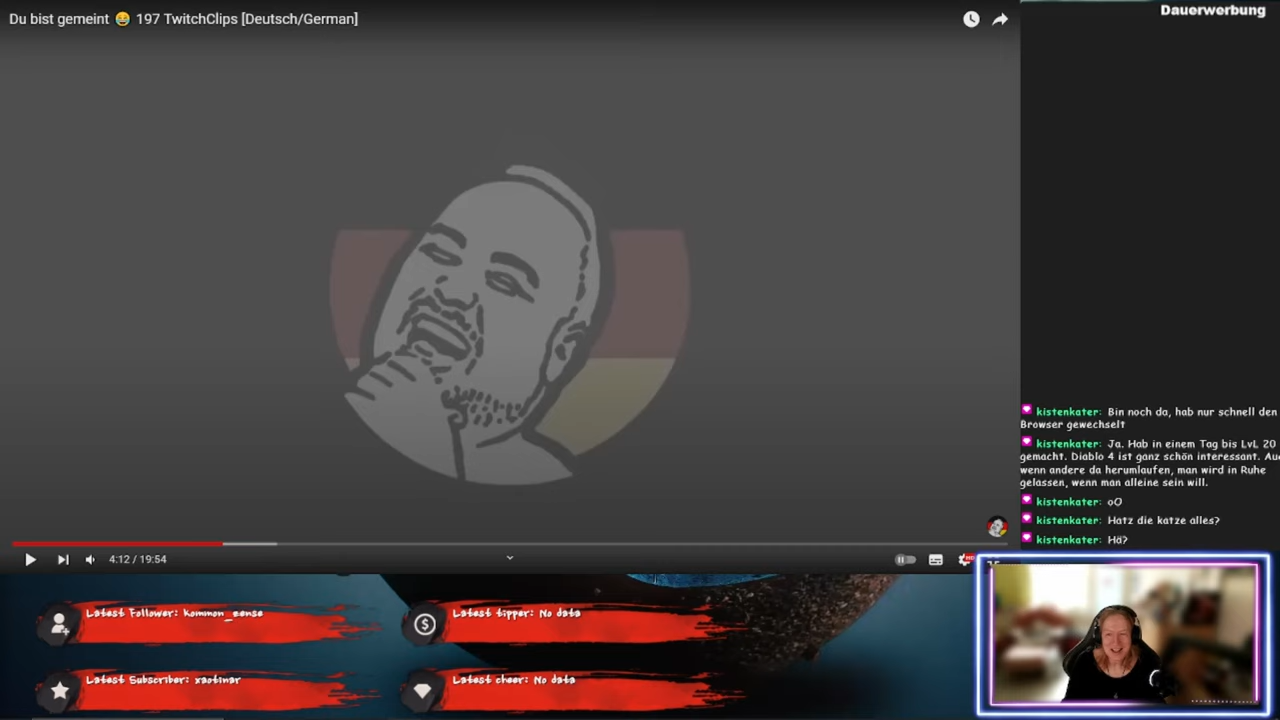 Du bist gemeint 😂 197 TwitchClips [Deutsch/German]
Dauerwerbung
kistenkater: Bin noch da, hab nur schnell den
Browser gewechselt
kistenkater: Ja. Hab in einem Tag bis LvL 20
gemacht. Diablo 4 ist ganz schön interessant.
wenn andere da herumlaufen, man wird in Ruhe
gelassen, wenn man alleine sein will.
kistenkater: oO
kistenkater: Hatz die katze alles?
kistenkater: Hä?
4:12 / 19:54
Latest Follower: Kommon_sense
Latest tipper: No data
Latest Subscriber: xaotinar
Latest cheer: No data